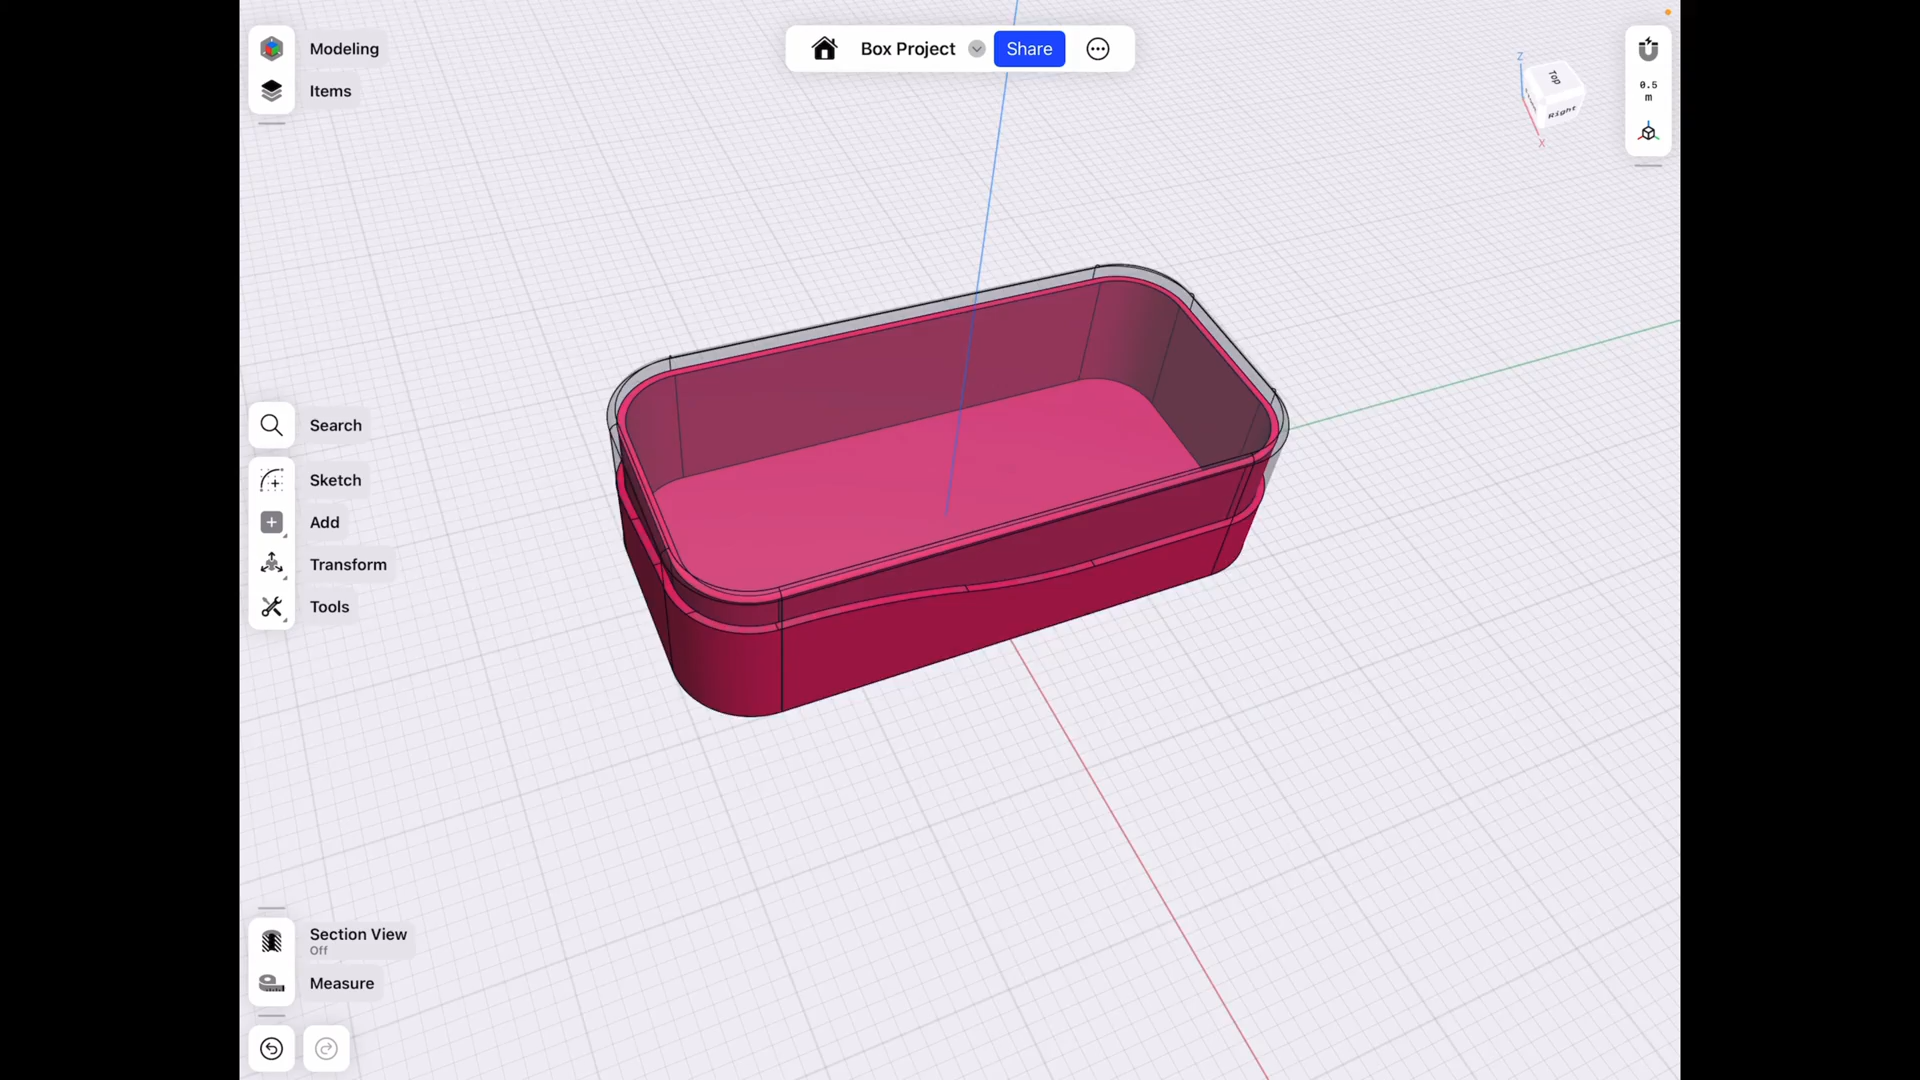 Modeling
Items
Box Project
Share
Z
Top
Right
X
0.5
m
Search
Sketch
Add
Transform
Tools
Section View
Off
Measure